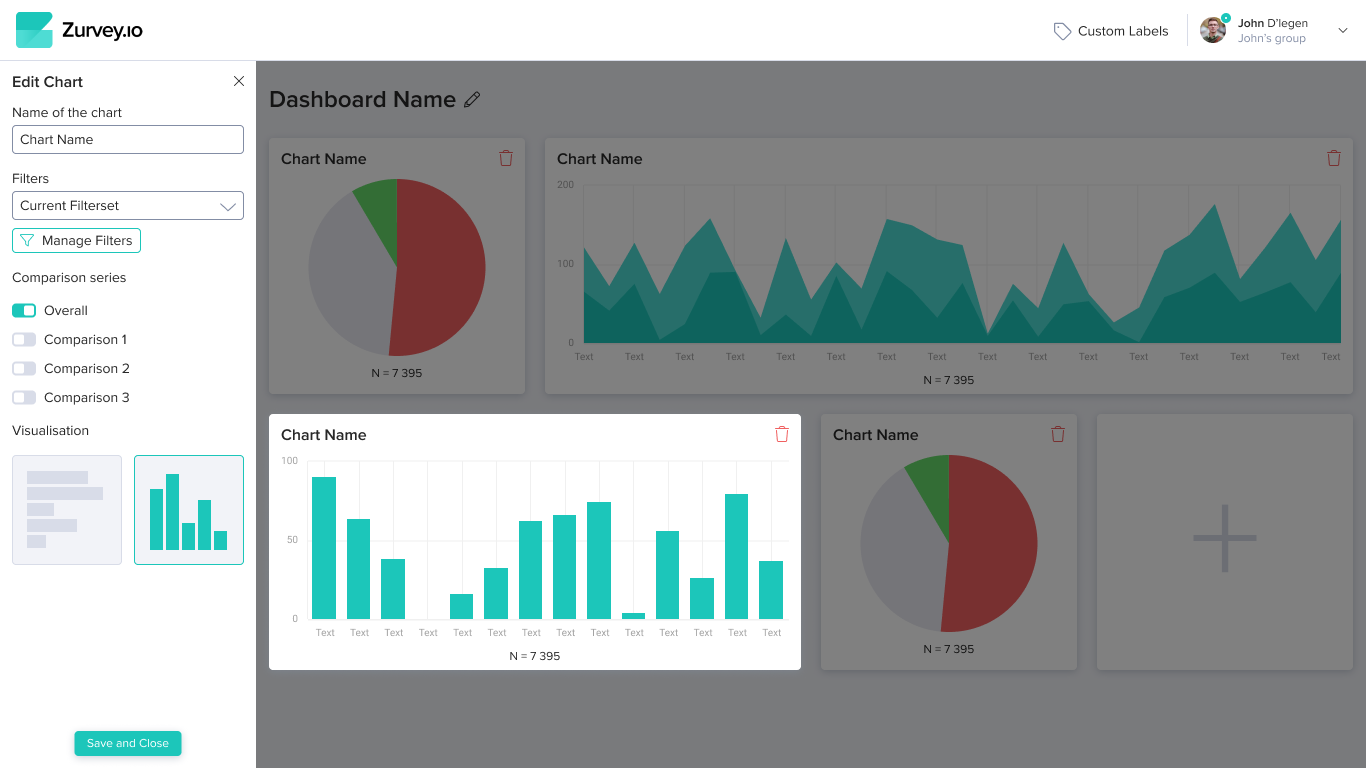 Zurvey.io
Custom Labels
John D'legen
John's group
Edit Chart
Name of the chart
Chart Name
Filters
Current Filterset
Manage Filters
Comparison series
Overall
Comparison 1
Comparison 2
Comparison 3
Visualisation
Save and Close
Dashboard Name
Chart Name
N = 7 395
Chart Name
200
100
0
Text Text Text Text Text Text Text Text Text Text Text Text Text Text Text Text
N = 7 395
Chart Name
100
50
0
Text Text Text Text Text Text Text Text Text Text Text Text Text Text
N = 7 395
Chart Name
N = 7 395